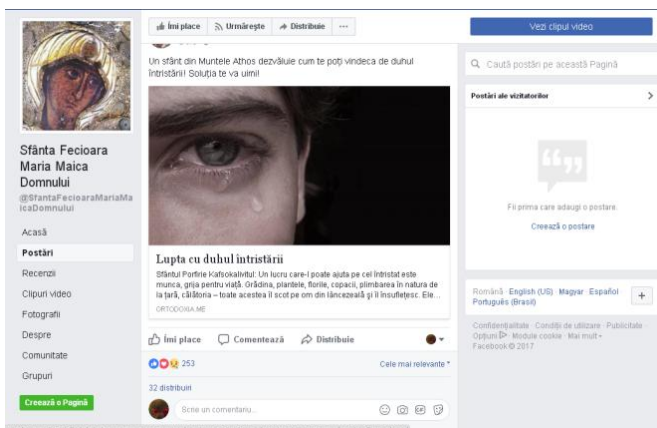 Îmi place Urmărește Distribuie ...
Vezi clipul video
Sfânta Fecioara
Maria Maica
Domnului
@SfantaFecioaraMariaMa
icaDomnului
Acasă
Postări
Recenzii
Clipuri video
Fotografii
Despre
Comunitate
Grupuri
Creează o Pagină
Un sfânt din Muntele Athos dezvăluie cum te poți vindeca de duhul
întristării! Soluția te va uimi!
Lupta cu duhul întristării
Sfântul Porfirie Kafsokalivitul: Un lucru care-l poate ajuta pe cel întristat este
munca, grija pentru viață. Grădina, plantele, florile, copacii, plimbarea în natura de
la țară, călătoria – toate acestea îl scot pe om din lâncezeală și îl însuflețesc. Ele...
ORTODOXIA.ME
Îmi place Comentează Distribuie
253 Cele mai relevante
32 distribuiri
Scrie un comentariu...
GIF
Caută postări pe această Pagină
Postări ale vizitatorilor
Fii prima care adaugi o postare.
Creează o postare
Română · English (US) · Magyar · Español
Português (Brasil)
Confidențialitate · Condiții de utilizare · Publicitate ·
Opțiuni · Module cookie · Mai mult
Facebook © 2017